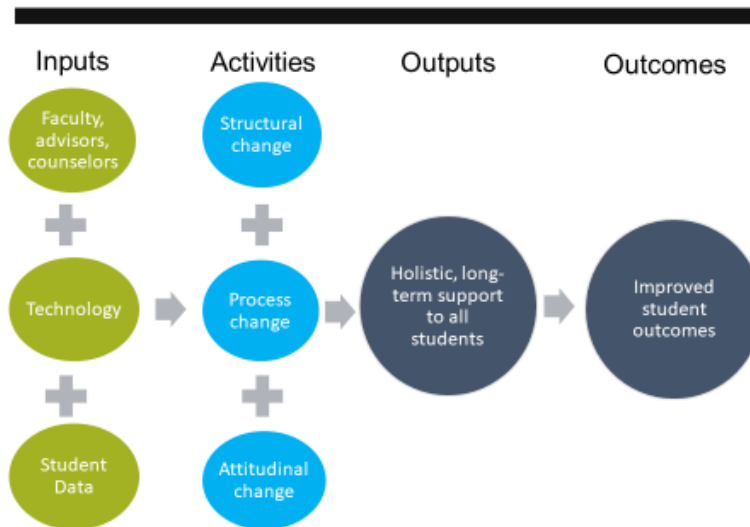 Inputs
Activities
Outputs
Outcomes
Faculty,
advisors,
counselors
Structural
change
Technology
Process
change
Holistic, long-
term support
to all
students
Improved
student
outcomes
Student
Data
Attitudinal
change